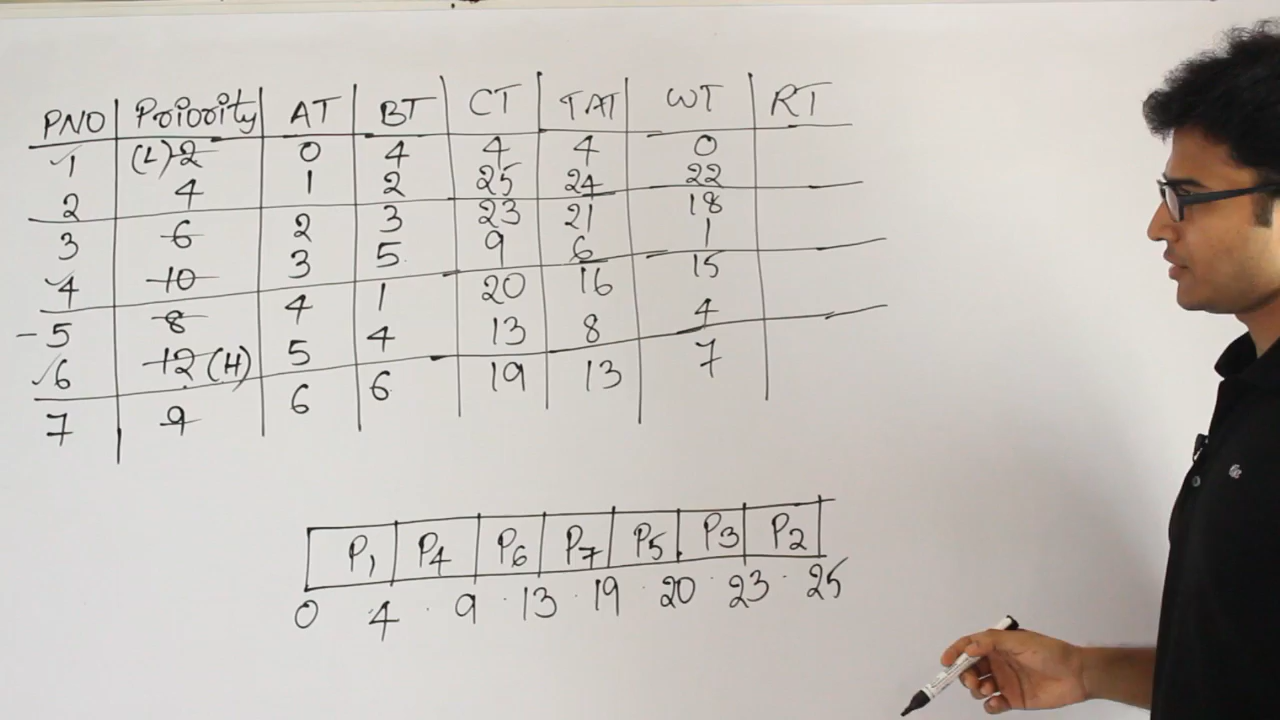 PNO Priority AT BT CT TAT WT RT
1 (L) 2 0 4 4 4 0
2 4 1 2 25 24 22
3 6 2 3 23 21 18
4 10 3 5 9 6 1
5 8 4 1 20 16 15
6 12 (H) 5 4 13 8 4
7 9 6 6 19 13 7
P1 P4 P6 P7 P5 P3 P2
0 4 9 13 19 20 23 25